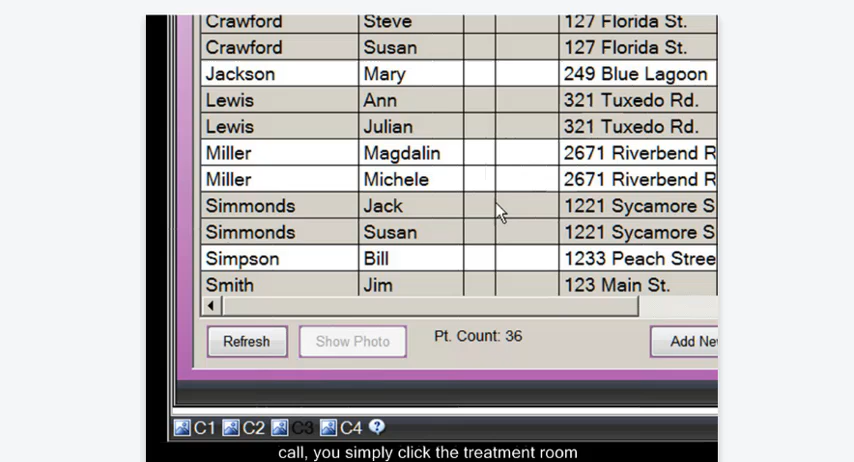 Crawford Steve 127 Florida St.
Crawford Susan 127 Florida St.
Jackson Mary 249 Blue Lagoon
Lewis Ann 321 Tuxedo Rd.
Lewis Julian 321 Tuxedo Rd.
Miller Magdalin 2671 Riverbend R
Miller Michele 2671 Riverbend R
Simmonds Jack 1221 Sycamore S
Simmonds Susan 1221 Sycamore S
Simpson Bill 1233 Peach Stree
Smith Jim 123 Main St.
Refresh Show Photo Pt. Count: 36 Add Ne
C1 C2 C3 C4 ?
call, you simply click the treatment room